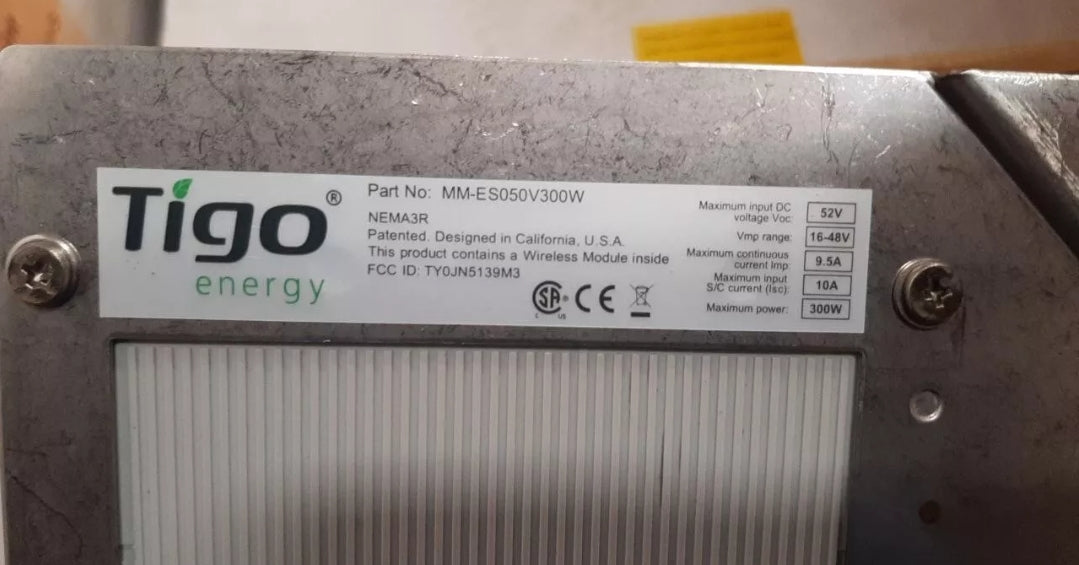 Tigo®
energy
Part No: MM-ES050V300W
NEMA3R
Patented. Designed in California, U.S.A.
This product contains a Wireless Module inside
FCC ID: TY0JN5139M3
SA®
L US
CE
Maximum input DC
voltage Voc: 52V
Vmp range: 16-48V
Maximum continuous
current Imp: 9.5A
Maximum input
S/C current (Isc): 10A
Maximum power: 300W